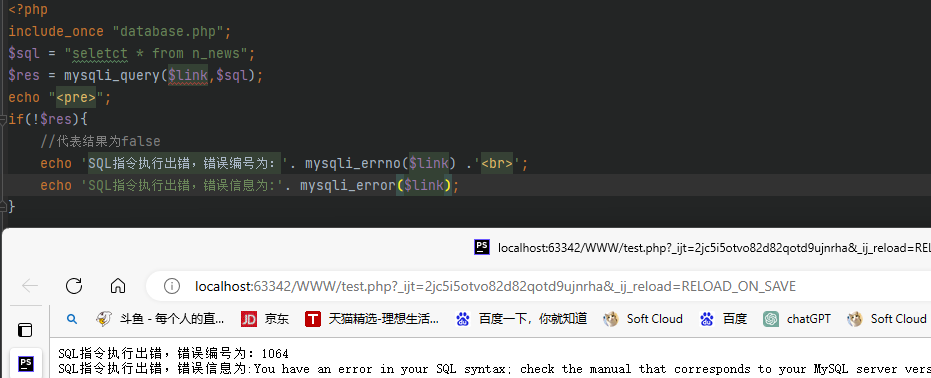 <?php
include_once "database.php";
$sql = "seletct * from n_news";
$res = mysqli_query($link,$sql);
echo "<pre>";
if(!$res){
//代表结果为false
echo 'SQL指令执行出错，错误编号为：'. mysqli_errno($link) .'<br>';
echo 'SQL指令执行出错，错误信息为:'. mysqli_error($link);
}
PS localhost:63342/WWW/test.php?_ijt=2jc5i5otvo82d82qotd9ujnrha&_ij_reload=REL
localhost:63342/WWW/test.php?_ijt=2jc5i5otvo82d82qotd9ujnrha&_ij_reload=RELOAD_ON_SAVE
斗鱼 - 每个人的直... JD 京东 T 天猫精选-理想生活... 百度一下，你就知道 Soft Cloud 百度 chatGPT Soft Cloud
PS
SQL指令执行出错，错误编号为：1064
SQL指令执行出错，错误信息为:You have an error in your SQL syntax; check the manual that corresponds to your MySQL server vers